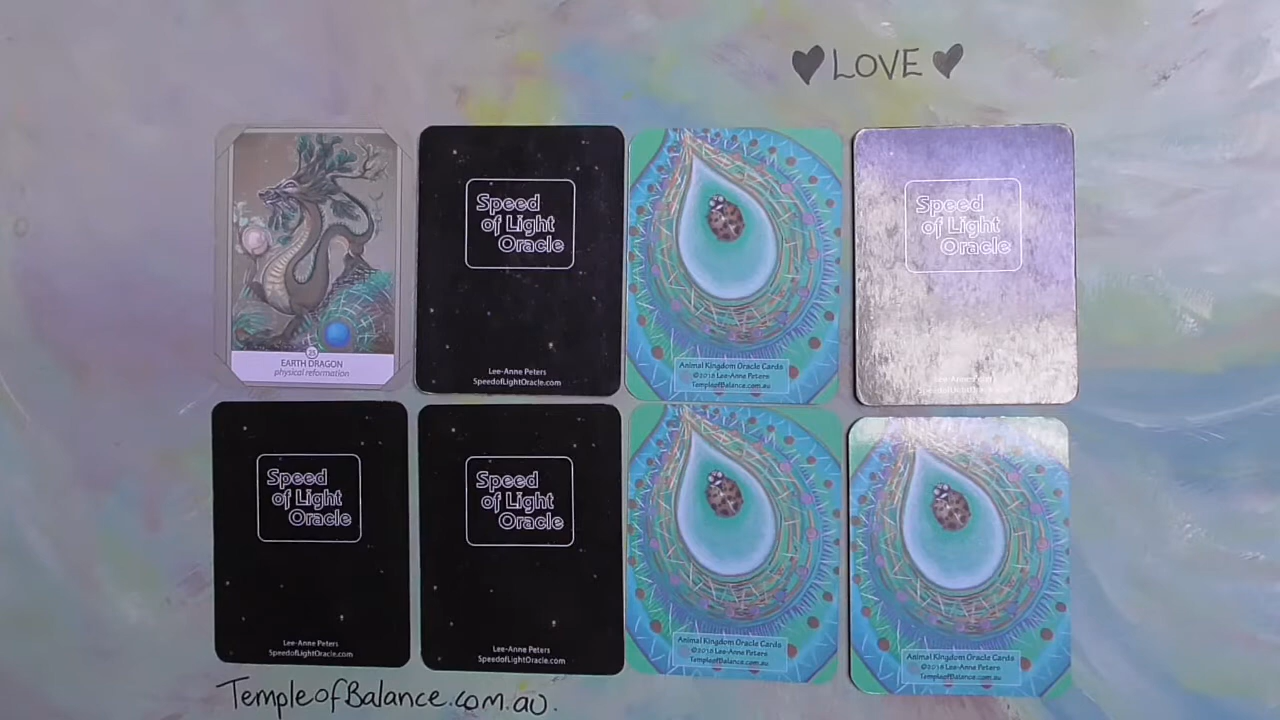 ♥ LOVE ♥
25
EARTH DRAGON
physical reformation
Speed
of Light
Oracle
Lee-Anne Peters
SpeedofLightOracle.com
Animal Kingdom Oracle Cards
©2018 Lee-Anne Peters
TempleofBalance.com.au
Speed
of Light
Oracle
Speed
of Light
Oracle
Lee-Anne Peters
SpeedofLightOracle.com
Speed
of Light
Oracle
Lee-Anne Peters
SpeedofLightOracle.com
Animal Kingdom Oracle Cards
©2018 Lee-Anne Peters
TempleofBalance.com.au
Animal Kingdom Oracle Cards
©2018 Lee-Anne Peters
TempleofBalance.com.au
TempleofBalance.com.au.